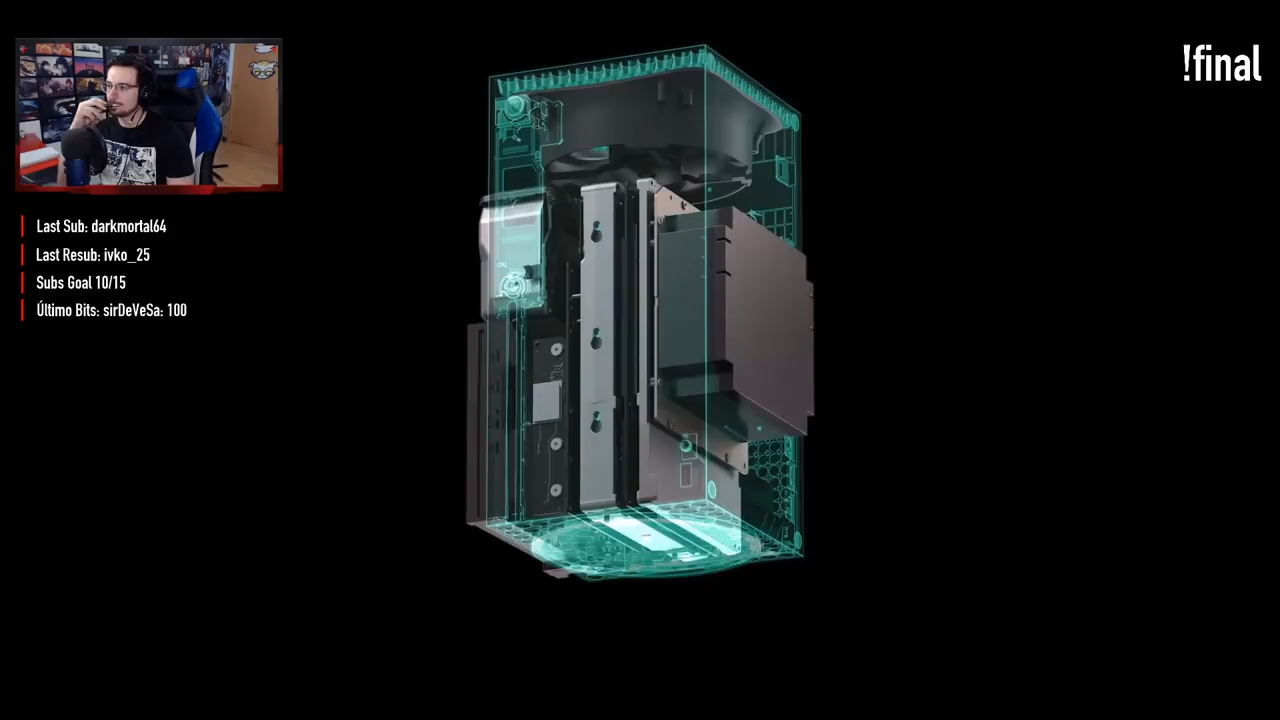 !final
Last Sub: darkmortal64
Last Resub: ivko_25
Subs Goal 10/15
Último Bits: sirDeVeSa: 100